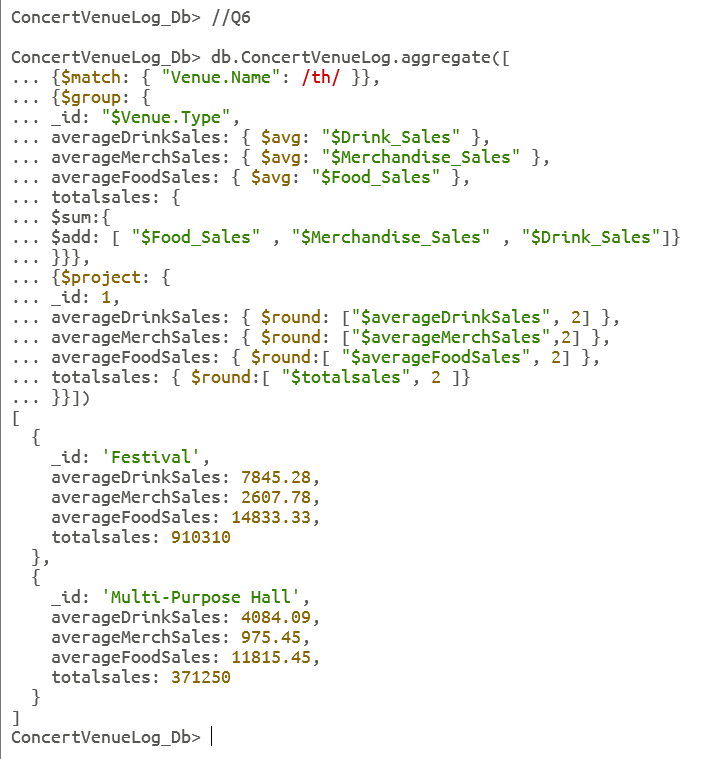 ConcertVenueLog_Db> //Q6
ConcertVenueLog_Db> db.ConcertVenueLog.aggregate([
... {$match: { "Venue.Name": /th/ }},
... {$group: {
... _id: "$Venue.Type",
... averageDrinkSales: { $avg: "$Drink_Sales" },
... averageMerchSales: { $avg: "$Merchandise_Sales" },
... averageFoodSales: { $avg: "$Food_Sales" },
... totalsales: {
... $sum:{
... $add: [ "$Food_Sales" , "$Merchandise_Sales" , "$Drink_Sales"]}
... }}},
... {$project: {
... _id: 1,
... averageDrinkSales: { $round: ["$averageDrinkSales", 2] },
... averageMerchSales: { $round: ["$averageMerchSales",2] },
... averageFoodSales: { $round:[ "$averageFoodSales", 2] },
... totalsales: { $round:[ "$totalsales", 2 ]}
... }}])
[
  {
    _id: 'Festival',
    averageDrinkSales: 7845.28,
    averageMerchSales: 2607.78,
    averageFoodSales: 14833.33,
    totalsales: 910310
  },
  {
    _id: 'Multi-Purpose Hall',
    averageDrinkSales: 4084.09,
    averageMerchSales: 975.45,
    averageFoodSales: 11815.45,
    totalsales: 371250
  }
]
ConcertVenueLog_Db>